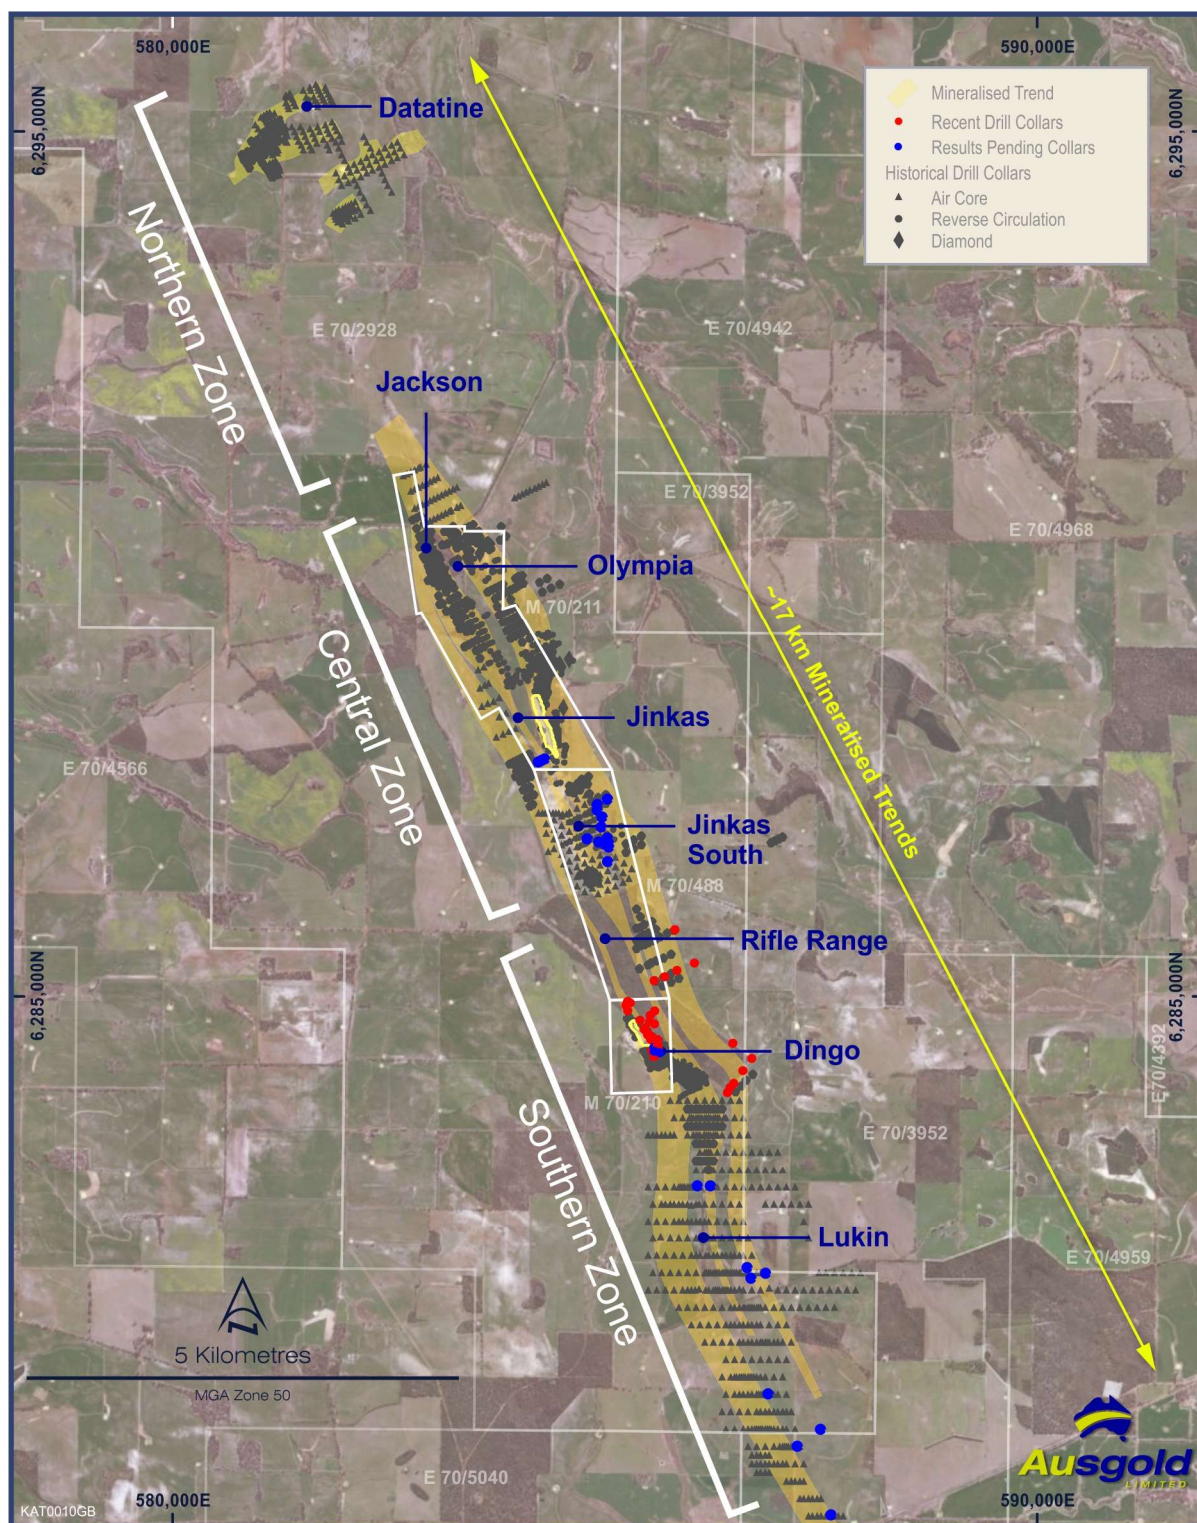 580,000E
590,000E
6,295,000N
6,295,000N
Mineralised Trend
Recent Drill Collars
Results Pending Collars
Historical Drill Collars
Air Core
Reverse Circulation
Diamond
Datatine
Northern Zone
E 70/2928
E 70/4942
Jackson
E 70/3952
E 70/4968
Olympia
M 70/211
~17 km Mineralised Trends
Central Zone
Jinkas
E 70/4566
Jinkas
South
M 70/488
Rifle Range
6,285,000N
6,285,000N
Dingo
E 70/4392
M 70/210
E 70/3952
Southern Zone
Lukin
E 70/4959
5 Kilometres
MGA Zone 50
Ausgold
LIMITED
E 70/5040
580,000E
590,000E
KAT0010GB